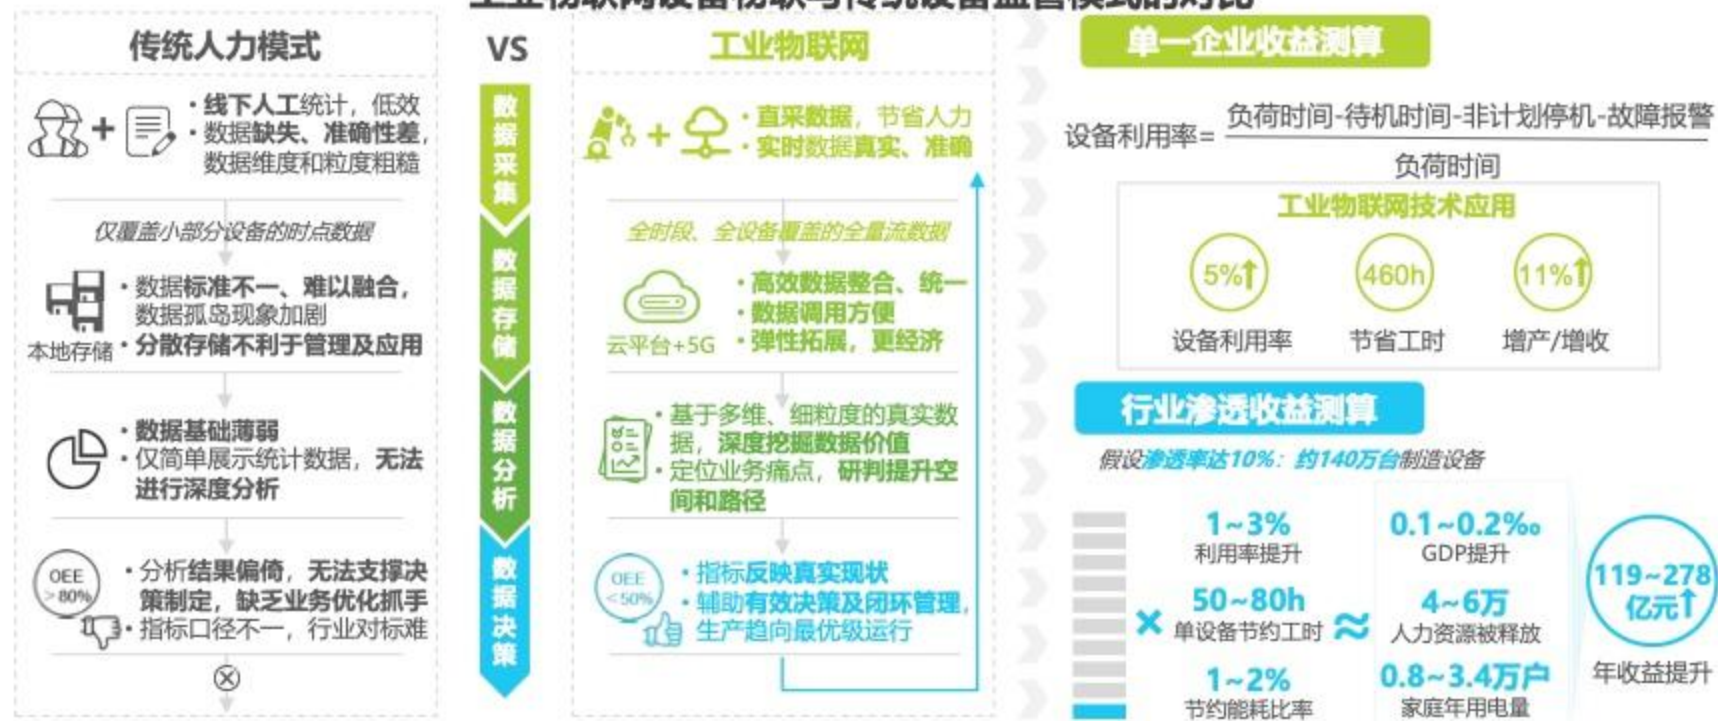 工业物联网设备物联与传统设备监管模式的对比
传统人力模式
线下人工统计，低效
数据缺失、准确性差，
数据维度和粒度粗糙
仅覆盖小部分设备的时点数据
数据标准不一、难以融合，
数据孤岛现象加剧
本地存储
分散存储不利于管理及应用
数据基础薄弱
仅简单展示统计数据，无法
进行深度分析
OEE
>80%
分析结果偏倚，无法支撑决
策制定，缺乏业务优化抓手
指标口径不一，行业对标难
VS
数据采集
数据存储
数据分析
数据决策
工业物联网
直采数据，节省人力
实时数据真实、准确
全时段、全设备覆盖的全量流数据
高效数据整合、统一
数据调用方便
云平台+5G
弹性拓展，更经济
基于多维、细粒度的真实数
据，深度挖掘数据价值
定位业务痛点，研判提升空
间和路径
OEE
<50%
指标反映真实现状
辅助有效决策及闭环管理，
生产趋向最优级运行
单一企业收益测算
设备利用率=
负荷时间-待机时间-非计划停机-故障报警
负荷时间
工业物联网技术应用
5%↑
460h
11%↑
设备利用率
节省工时
增产/增收
行业渗透收益测算
假设渗透率达10%：约140万台制造设备
1~3%
利用率提升
50~80h
单设备节约工时
1~2%
节约能耗比率
×
≈
0.1~0.2‰
GDP提升
4~6万
人力资源被释放
0.8~3.4万户
家庭年用电量
119~278
亿元↑
年收益提升